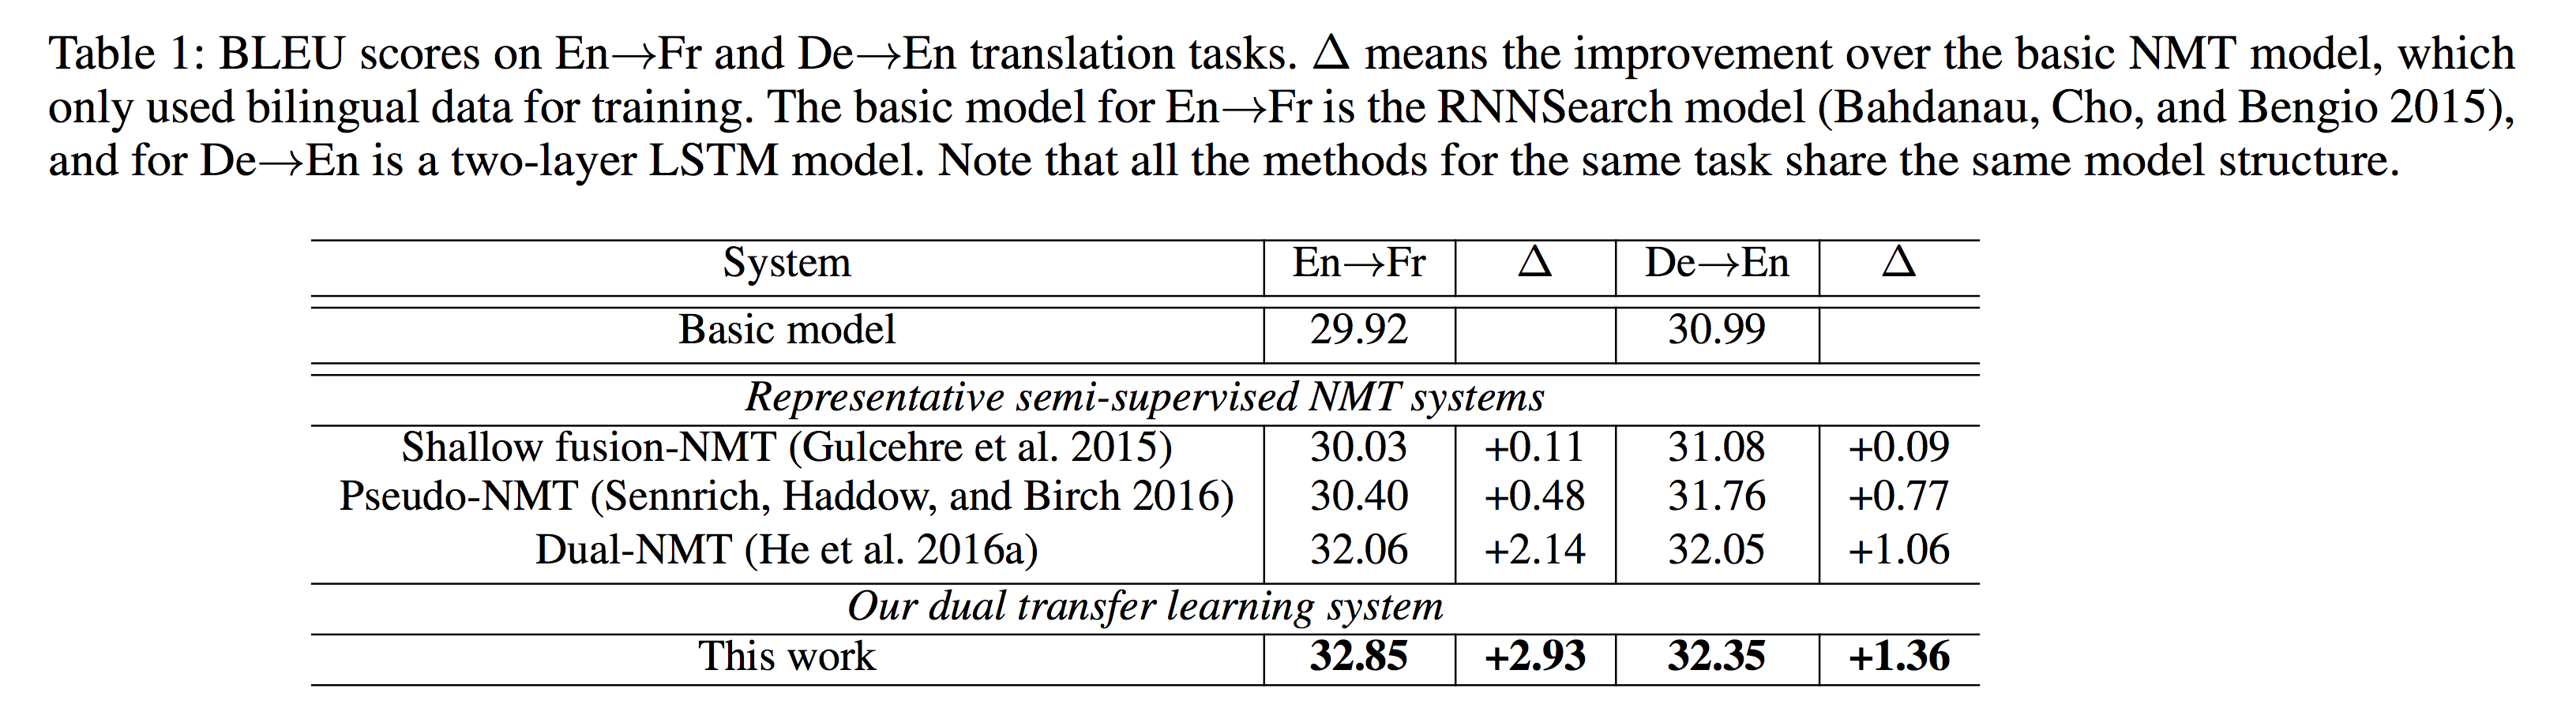 Table 1: BLEU scores on En→Fr and De→En translation tasks. Δ means the improvement over the basic NMT model, which
only used bilingual data for training. The basic model for En→Fr is the RNNSearch model (Bahdanau, Cho, and Bengio 2015),
and for De→En is a two-layer LSTM model. Note that all the methods for the same task share the same model structure.
System En→Fr Δ De→En Δ
Basic model 29.92 30.99
Representative semi-supervised NMT systems
Shallow fusion-NMT (Gulcehre et al. 2015) 30.03 +0.11 31.08 +0.09
Pseudo-NMT (Sennrich, Haddow, and Birch 2016) 30.40 +0.48 31.76 +0.77
Dual-NMT (He et al. 2016a) 32.06 +2.14 32.05 +1.06
Our dual transfer learning system
This work 32.85 +2.93 32.35 +1.36